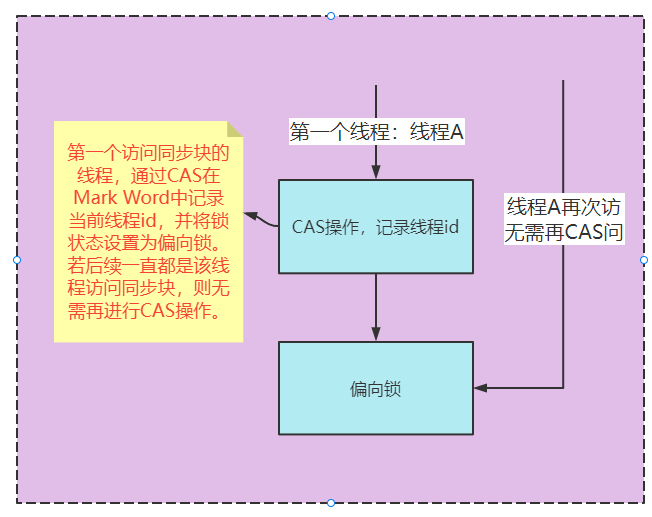 第一个线程：线程A
第一个访问同步块的
线程，通过CAS在
Mark Word中记录
当前线程id，并将锁
状态设置为偏向锁。
若后续一直都是该线
程访问同步块，则无
需再进行CAS操作。
CAS操作，记录线程id
线程A再次访
无需再CAS问
偏向锁